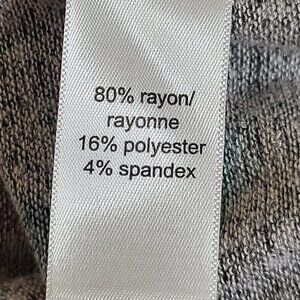 80% rayon/
rayonne
16% polyester
4% spandex